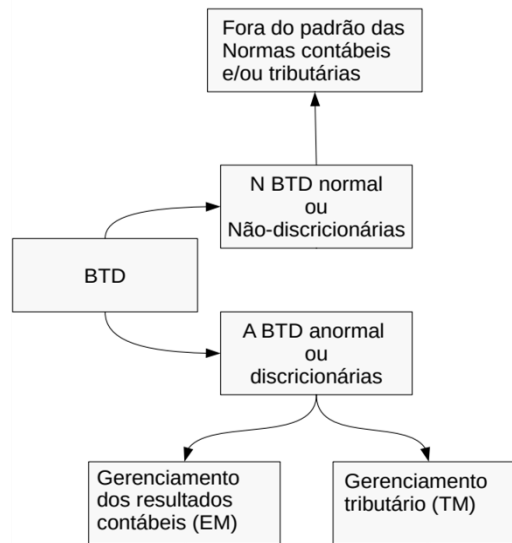 Fora do padrão das
Normas contábeis
e/ou tributárias
N BTD normal
ou
Não-discricionárias
BTD
A BTD anormal
ou
discricionárias
Gerenciamento
dos resultados
contábeis (EM)
Gerenciamento
tributário (TM)